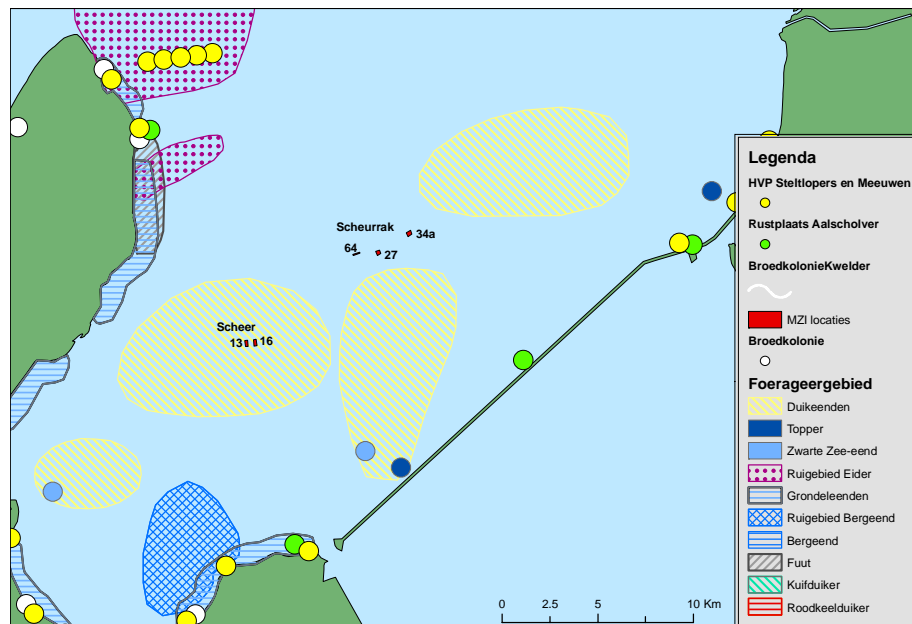 Scheurrak
34a
64
27
Scheer
13
16
0 2.5 5 10 Km
Legenda
HVP Steltlopers en Meeuwen
Rustplaats Aalscholver
BroedkolonieKwelder
MZI locaties
Broedkolonie
Foerageergebied
Duikeenden
Topper
Zwarte Zee-eend
Ruigebied Eider
Grondeleenden
Ruigebied Bergeend
Bergeend
Fuut
Kuifduiker
Roodkeelduiker